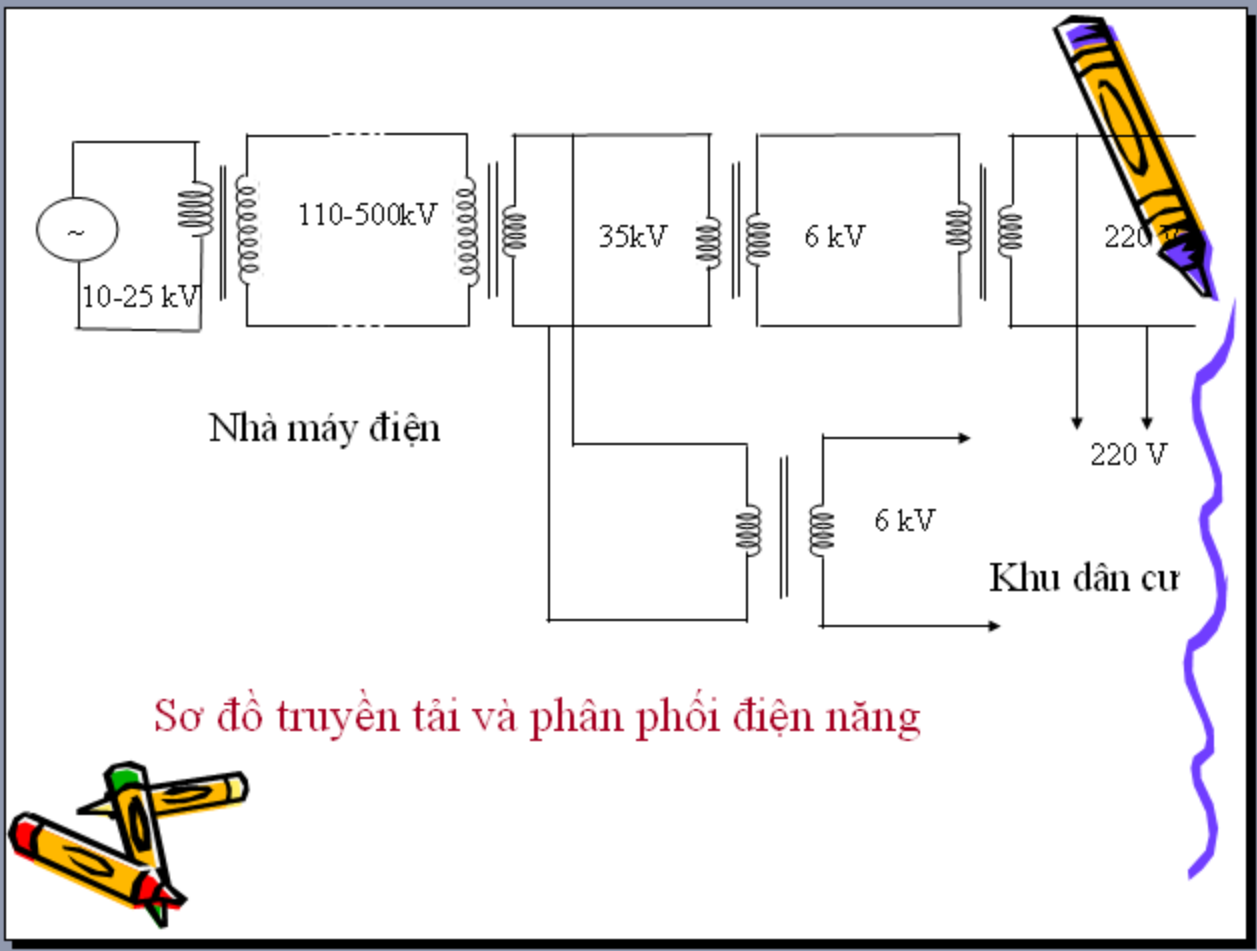 ~
10-25 kV
110-500kV
35kV
6 kV
220
Nhà máy điện
220 V
6 kV
Khu dân cư
Sơ đồ truyền tải và phân phối điện năng